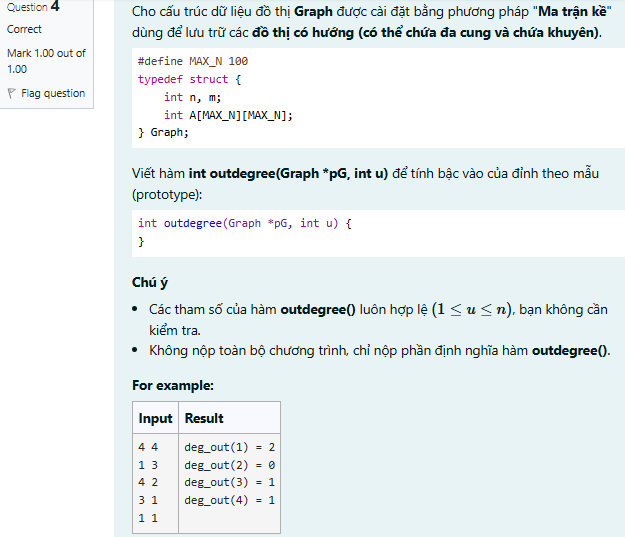 Question 4
Correct
Mark 1.00 out of
1.00
Flag question
Cho cấu trúc dữ liệu đồ thị Graph được cài đặt bằng phương pháp "Ma trận kề"
dùng để lưu trữ các đồ thị có hướng (có thể chứa đa cung và chứa khuyên).
#define MAX_N 100
typedef struct {
    int n, m;
    int A[MAX_N][MAX_N];
} Graph;
Viết hàm int outdegree(Graph *pG, int u) để tính bậc vào của đỉnh theo mẫu
(prototype):
int outdegree(Graph *pG, int u) {
}
Chú ý
• Các tham số của hàm outdegree() luôn hợp lệ (1 ≤ u ≤ n), bạn không cần
kiểm tra.
• Không nộp toàn bộ chương trình, chỉ nộp phần định nghĩa hàm outdegree().
For example:
Input Result
4 4 deg_out(1) = 2
1 3 deg_out(2) = 0
4 2 deg_out(3) = 1
3 1 deg_out(4) = 1
1 1